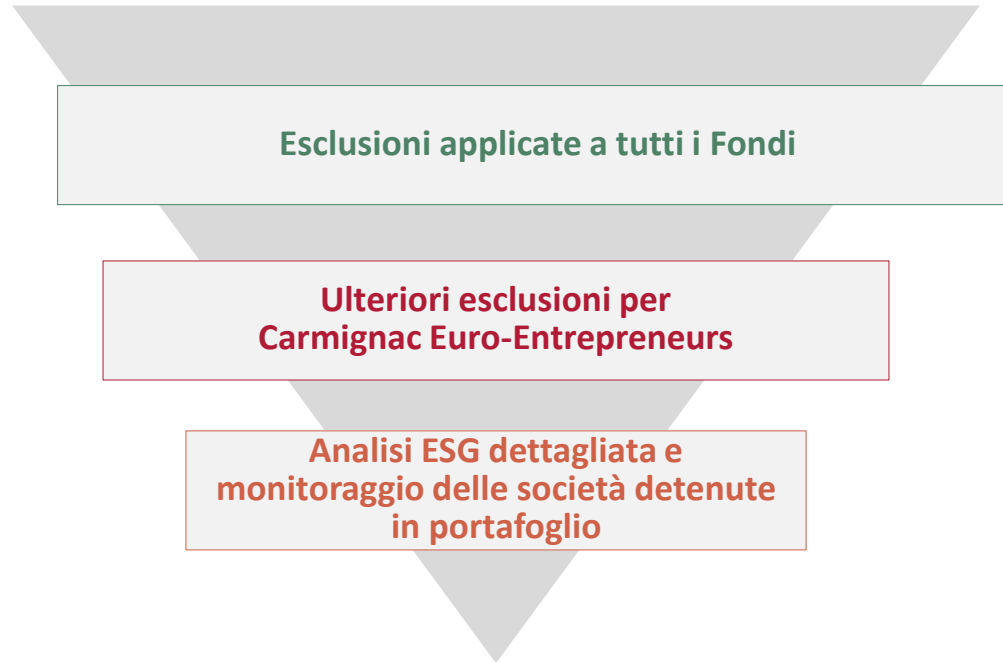 Esclusioni applicate a tutti i Fondi
Ulteriori esclusioni per
Carmignac Euro-Entrepreneurs
Analisi ESG dettagliata e
monitoraggio delle società detenute
in portafoglio